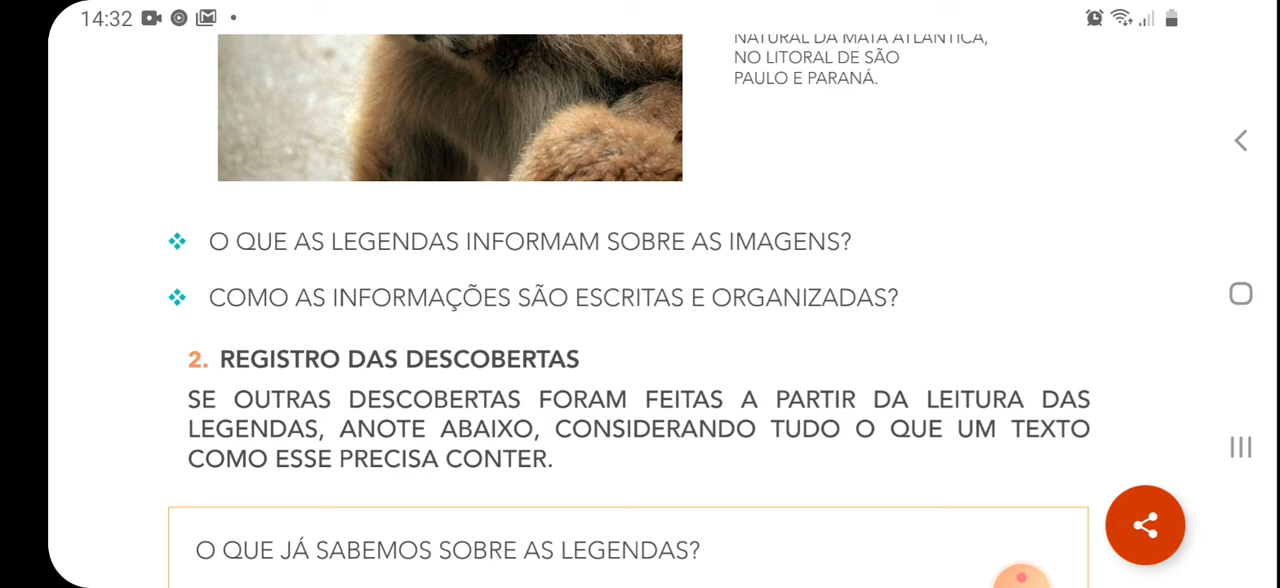 14:32
NATURAL DA MATA ATLÂNTICA,
NO LITORAL DE SÃO
PAULO E PARANÁ.
O QUE AS LEGENDAS INFORMAM SOBRE AS IMAGENS?
COMO AS INFORMAÇÕES SÃO ESCRITAS E ORGANIZADAS?
2. REGISTRO DAS DESCOBERTAS
SE OUTRAS DESCOBERTAS FORAM FEITAS A PARTIR DA LEITURA DAS
LEGENDAS, ANOTE ABAIXO, CONSIDERANDO TUDO O QUE UM TEXTO
COMO ESSE PRECISA CONTER.
O QUE JÁ SABEMOS SOBRE AS LEGENDAS?